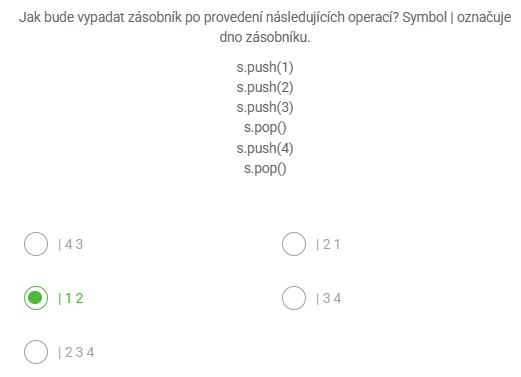 Jak bude vypadat zásobník po provedení následujících operací? Symbol | označuje
dno zásobníku.
s.push(1)
s.push(2)
s.push(3)
s.pop()
s.push(4)
s.pop()
| 4 3
| 2 1
| 1 2
| 3 4
| 2 3 4